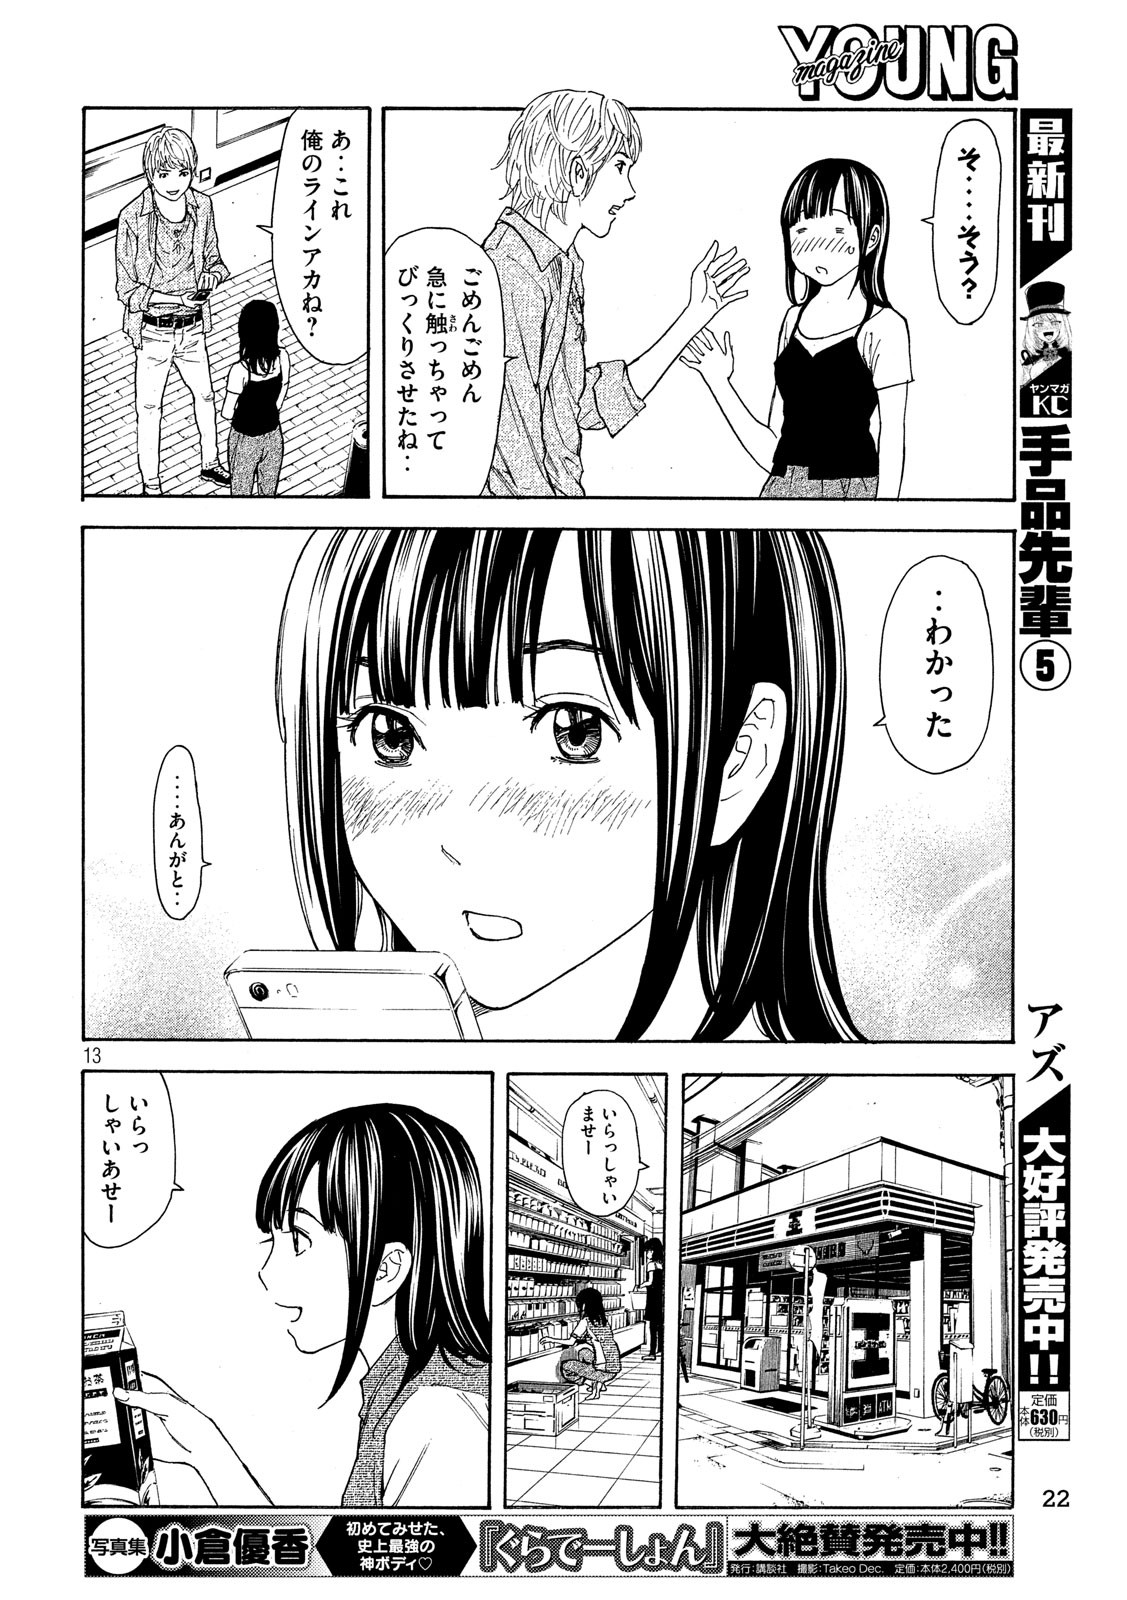 YOUNG
magazine
そ‥‥そう?
ごめんごめん
急に触っちゃって
さわ
びっくりさせたね‥
あ‥これ
俺のラインアカね?
‥わかった
‥‥あんがと‥
13
いらっしゃい
ませー
いらっ
しゃいあせー
お茶
ATM
最新刊
ヤンマガ
KC
手品先輩
5
アズ
大好評発売中!!
定価
本体630円
(税別)
22
写真集
小倉優香
初めてみせた、
史上最強の
神ボディ♡
『ぐらでーしょん』
大絶賛発売中!!
発行:講談社 撮影:Takeo Dec. 定価:本体2,400円(税別)